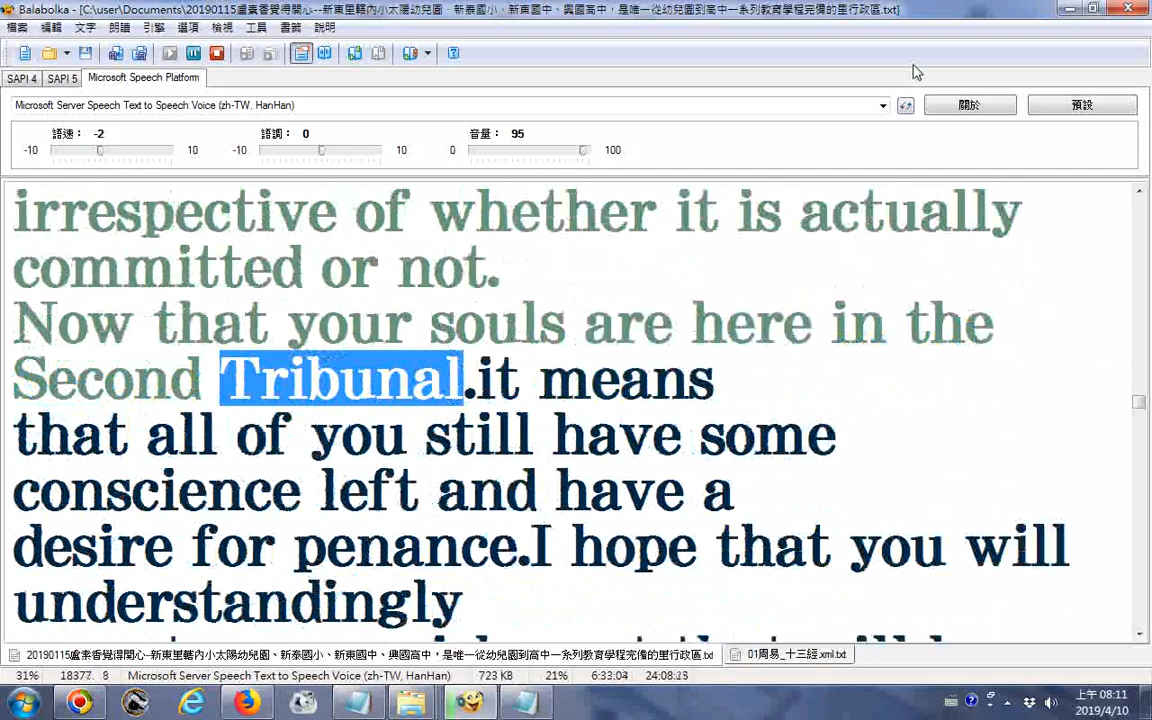 Balabolka - [C:\user\Documents\20190115盧素香覺得開心--新東里轄內小太陽幼兒園、新泰國小、新東國中、興國高中，是唯一從幼兒園到高中一系列教育學程完備的里行政區.txt]
檔案 編輯 文字 朗讀 引擎 選項 檢視 工具 書籤 說明
SAPI 4 SAPI 5 Microsoft Speech Platform
Microsoft Server Speech Text to Speech Voice (zh-TW, HanHan) 關於 預設
語速： -2 語調： 0 音量： 95
-10 10 -10 10 0 100
irrespective of whether it is actually
committed or not.
Now that your souls are here in the
Second Tribunal.it means
that all of you still have some
conscience left and have a
desire for penance.I hope that you will
understandingly
20190115盧素香覺得開心--新東里轄內小太陽幼兒園、新泰國小、新東國中、興國高中，是唯一從幼兒園到高中一系列教育學程完備的里行政區.txt 01周易_十三經.xml.txt
31% Microsoft Server Speech Text to Speech Voice (zh-TW, HanHan) 723 KB 21% 6:33:04
上午 08:11
2019/4/10